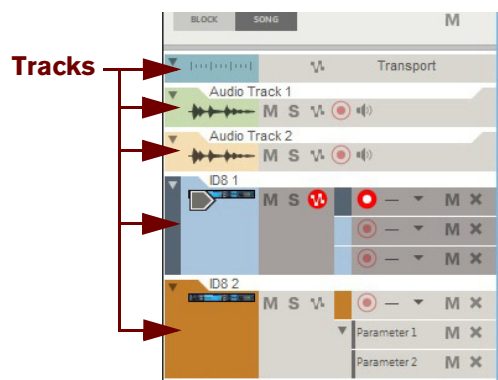 BLOCK SONG M
Tracks
Transport
Audio Track 1
M S
Audio Track 2
M S
ID8 1
M S — M ×
M ×
— M ×
ID8 2
M S — M ×
Parameter 1 M ×
Parameter 2 M ×